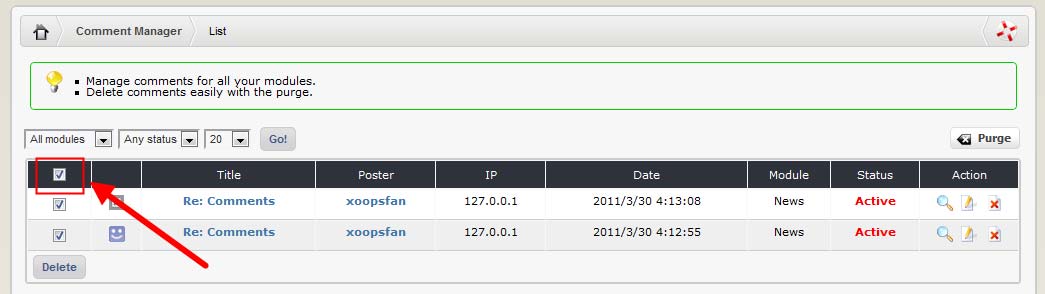 Comment Manager List
Manage comments for all your modules.
Delete comments easily with the purge.
All modules Any status 20 Go! Purge
Title Poster IP Date Module Status Action
Re: Comments xoopsfan 127.0.0.1 2011/3/30 4:13:08 News Active
Re: Comments xoopsfan 127.0.0.1 2011/3/30 4:12:55 News Active
Delete